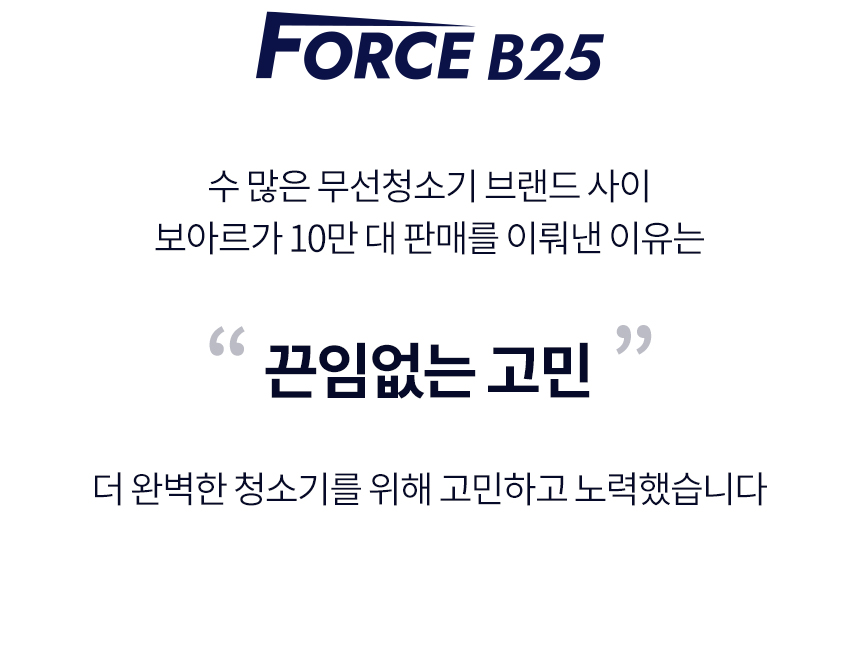 FORCE B25
수 많은 무선청소기 브랜드 사이
보아르가 10만 대 판매를 이뤄낸 이유는
“ 끈임없는 고민 ”
더 완벽한 청소기를 위해 고민하고 노력했습니다